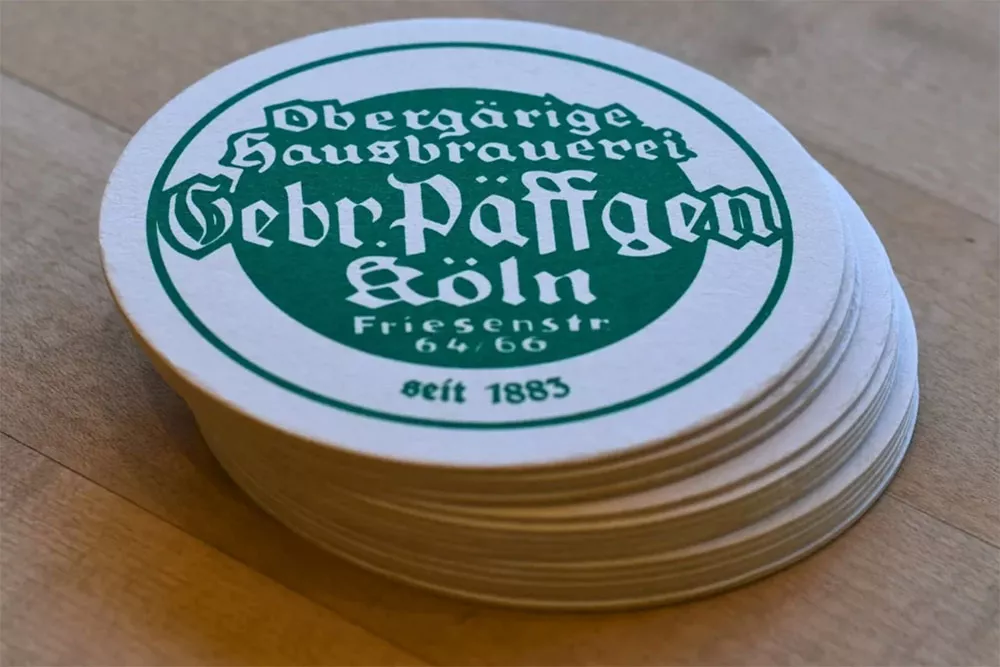 Obergärige
Hausbrauerei
Gebr. Päffgen
Köln
Friesenstr
64/66
seit 1883